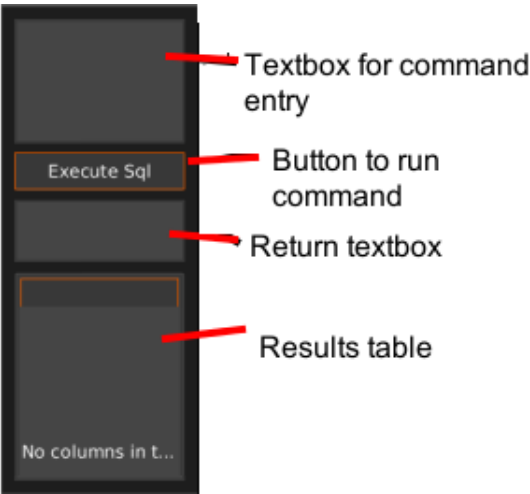 Textbox for command
entry
Execute Sql
Button to run
command
Return textbox
Results table
No columns in t...